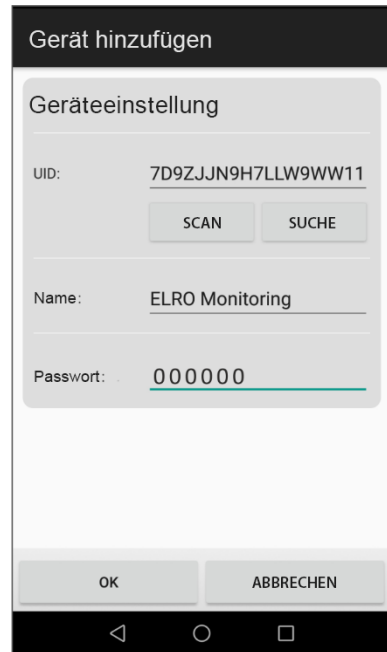 Gerät hinzufügen
Geräteeinstellung
UID: 7D9ZJJN9H7LLW9WW11
SCAN SUCHE
Name: ELRO Monitoring
Passwort: 000000
OK ABBRECHEN